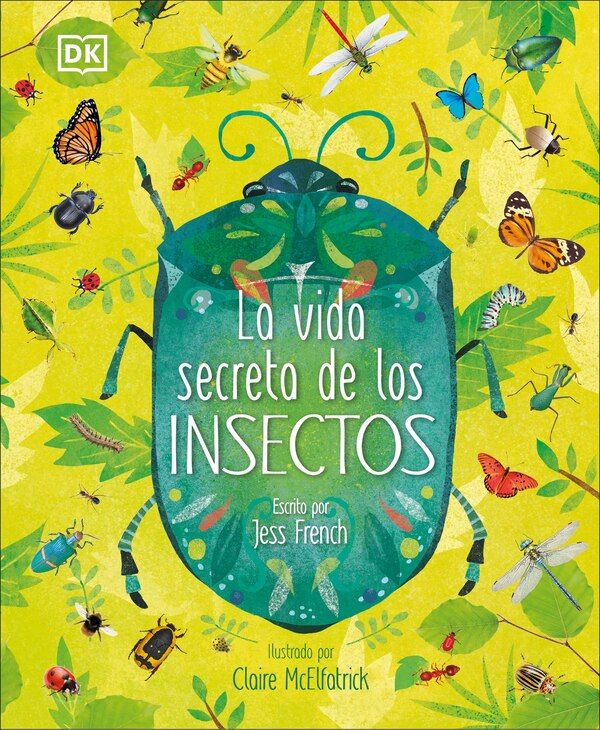 DK
La vida
secreta de los
INSECTOS
Escrito por
Jess French
Ilustrado por
Claire McElfatrick